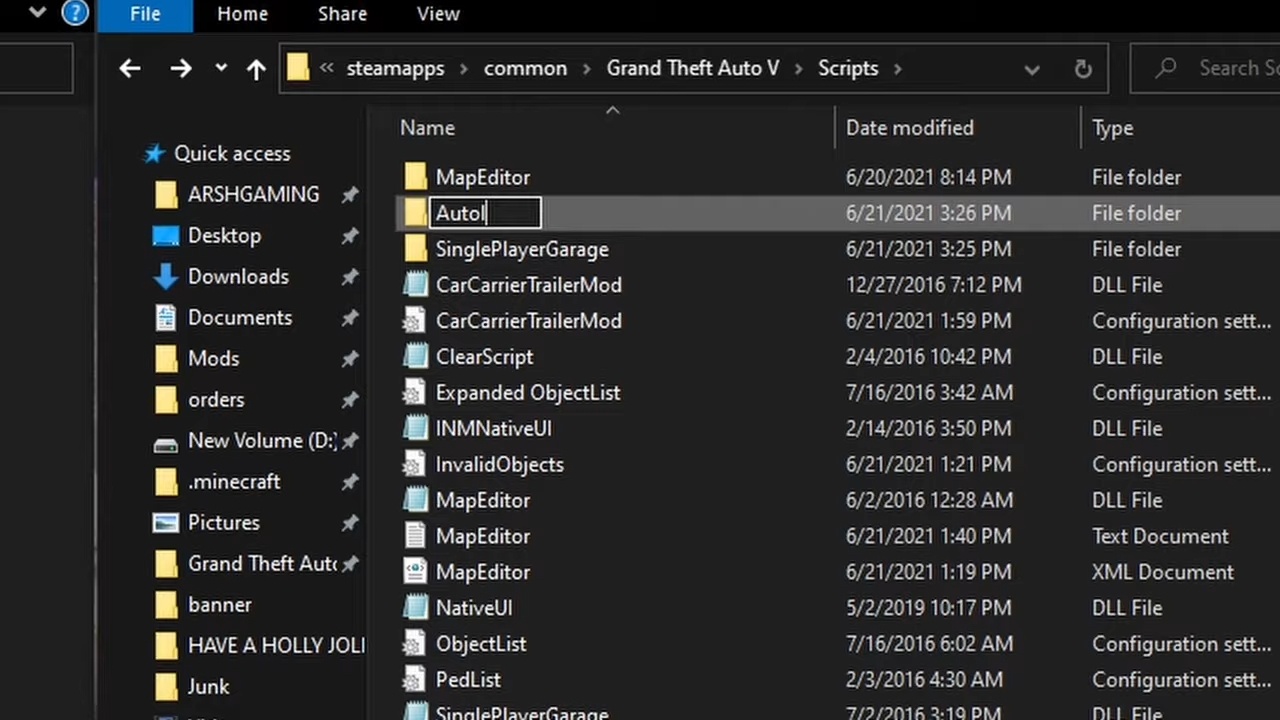 File Home Share View
steamapps common Grand Theft Auto V Scripts Search
Name Date modified Type
Quick access
ARSHGAMING
Desktop
Downloads
Documents
Mods
orders
New Volume (D:)
.minecraft
Pictures
Grand Theft Auto
banner
HAVE A HOLLY JOLI
Junk
MapEditor 6/20/2021 8:14 PM File folder
Autol 6/21/2021 3:26 PM File folder
SinglePlayerGarage 6/21/2021 3:25 PM File folder
CarCarrierTrailerMod 12/27/2016 7:12 PM DLL File
CarCarrierTrailerMod 6/21/2021 1:59 PM Configuration sett...
ClearScript 2/4/2016 10:42 PM DLL File
Expanded ObjectList 7/16/2016 3:42 AM Configuration sett...
INMNativeUI 2/14/2016 3:50 PM DLL File
InvalidObjects 6/21/2021 1:21 PM Configuration sett...
MapEditor 6/2/2016 12:28 AM DLL File
MapEditor 6/21/2021 1:40 PM Text Document
MapEditor 6/21/2021 1:19 PM XML Document
NativeUI 5/2/2019 10:17 PM DLL File
ObjectList 7/16/2016 6:02 AM Configuration sett...
PedList 2/3/2016 4:30 AM Configuration sett...
SinglePlayerGarage 7/2/2016 3:19 PM DLL File